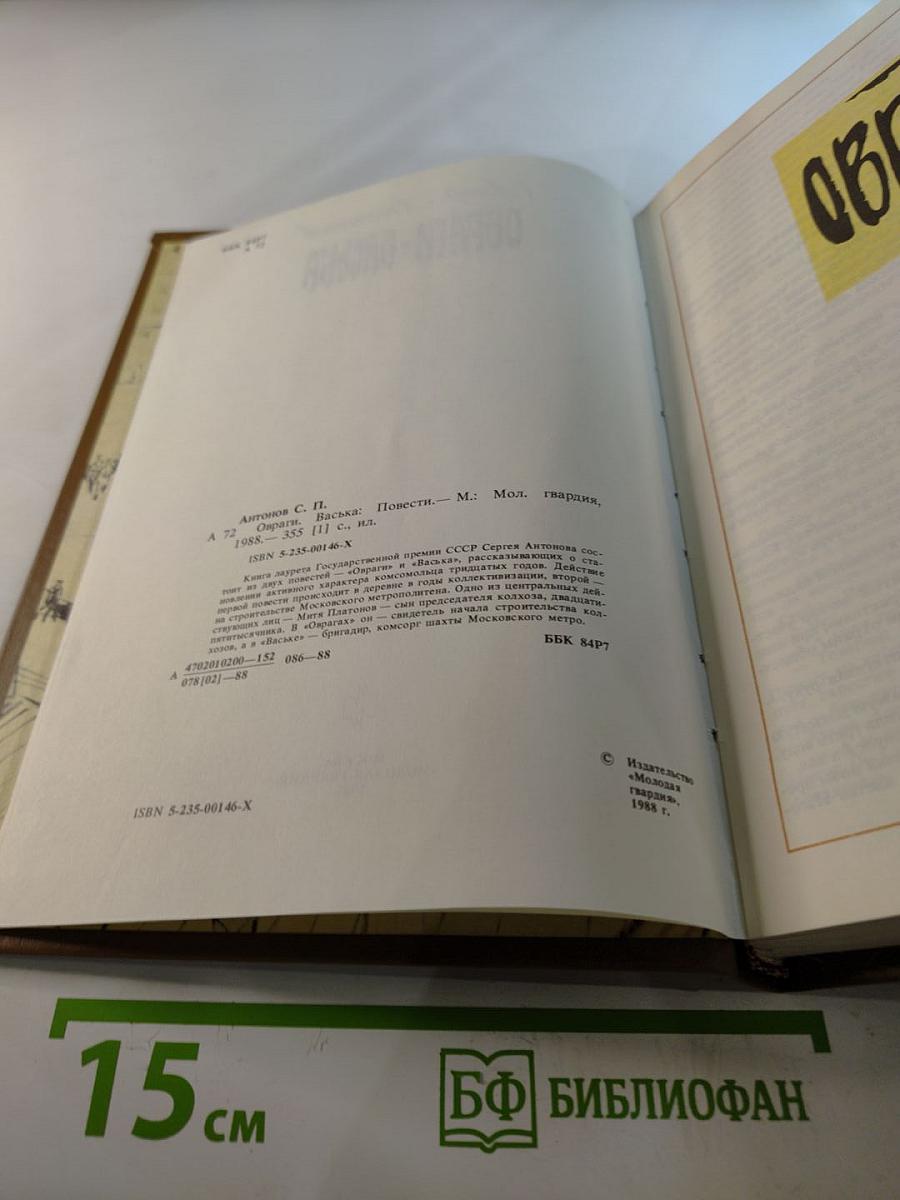 ББК 84Р7
А 72
Антонов С. П.
А 72 Овраги. Васька: Повести.— М.: Мол. гвардия,
1988.— 355 [1] с., ил.
ISBN 5-235-00146-X
Книга лауреата Государственной премии СССР Сергея Антонова сос-
тоит из двух повестей — «Овраги» и «Васька», рассказывающих о ста-
новлении активного характера комсомольца тридцатых годов. Действие
первой повести происходит в деревне в годы коллективизации, второй —
на строительстве Московского метрополитена. Одно из центральных дей-
ствующих лиц — Митя Платонов — сын председателя колхоза, двадцати-
пятитысячника. В «Оврагах» он — свидетель начала строительства кол-
хозов, а в «Ваське» — бригадир, комсорг шахты Московского метро.
А 4702010200—152 086—88
078[02]—88
ББК 84Р7
© Издательство
«Молодая
гвардия»,
1988 г.
ISBN 5-235-00146-X
ОВР
15 см
БФ БИБЛИОФАН